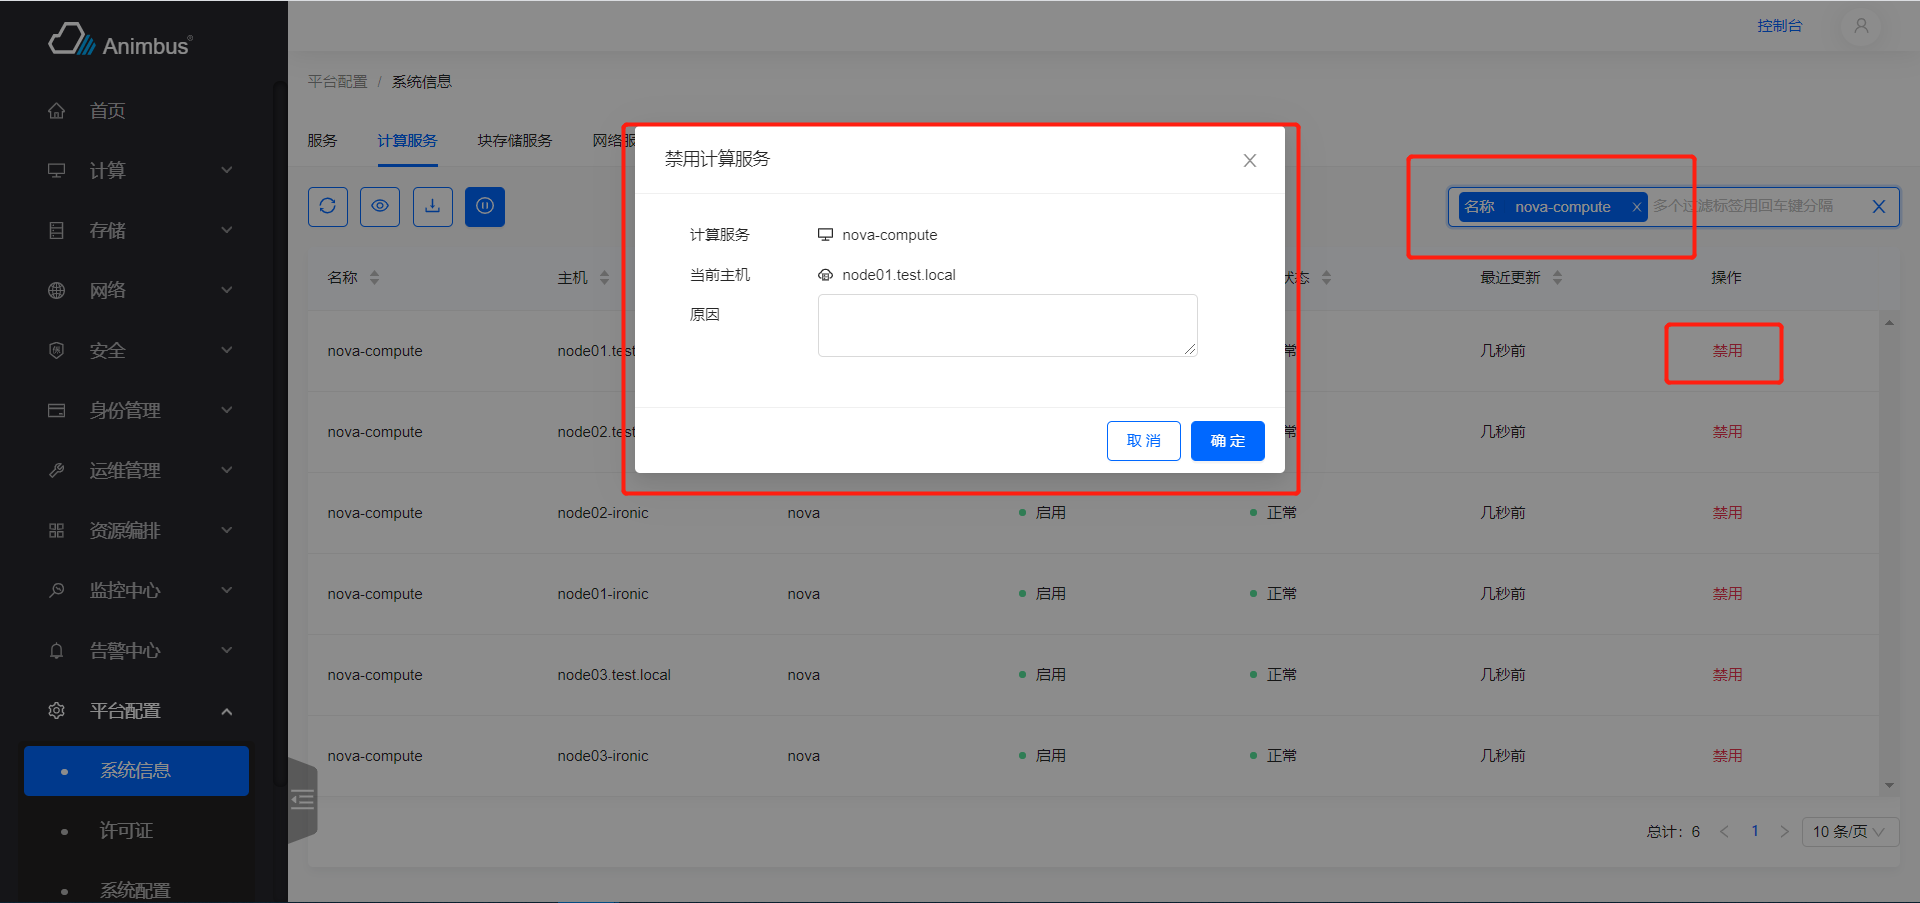 Animbus®
首页
计算
存储
网络
安全
身份管理
运维管理
资源编排
监控中心
告警中心
平台配置
系统信息
许可证
系统配置
控制台
平台配置 / 系统信息
服务 计算服务 块存储服务 网络服
名称 nova-compute × 多个过滤标签用回车键分隔
禁用计算服务
计算服务 nova-compute
当前主机 node01.test.local
原因
取消 确定
名称 主机 状态 最近更新 操作
nova-compute node01.test 常 几秒前 禁用
nova-compute node02.test 常 几秒前 禁用
nova-compute node02-ironic nova 启用 正常 几秒前 禁用
nova-compute node01-ironic nova 启用 正常 几秒前 禁用
nova-compute node03.test.local nova 启用 正常 几秒前 禁用
nova-compute node03-ironic nova 启用 正常 几秒前 禁用
总计：6 < 1 > 10 条/页